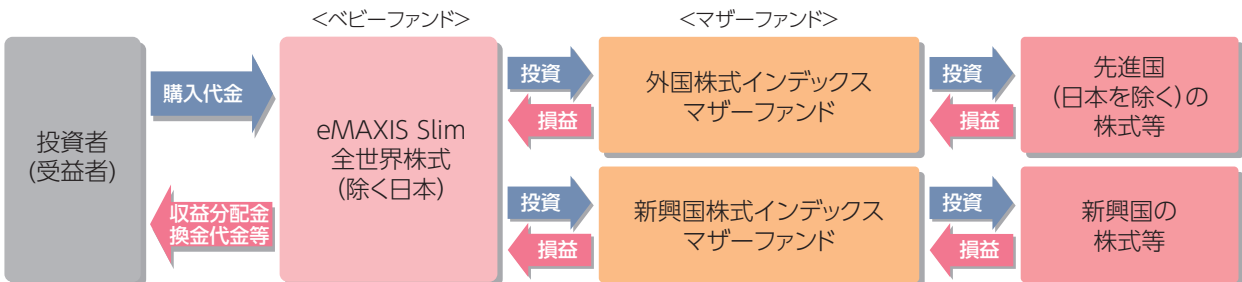 <ベビーファンド>
<マザーファンド>
投資者
(受益者)
購入代金
収益分配金
換金代金等
eMAXIS Slim
全世界株式
(除く日本)
投資
損益
外国株式インデックス
マザーファンド
投資
損益
先進国
(日本を除く)の
株式等
投資
損益
新興国株式インデックス
マザーファンド
投資
損益
新興国の
株式等